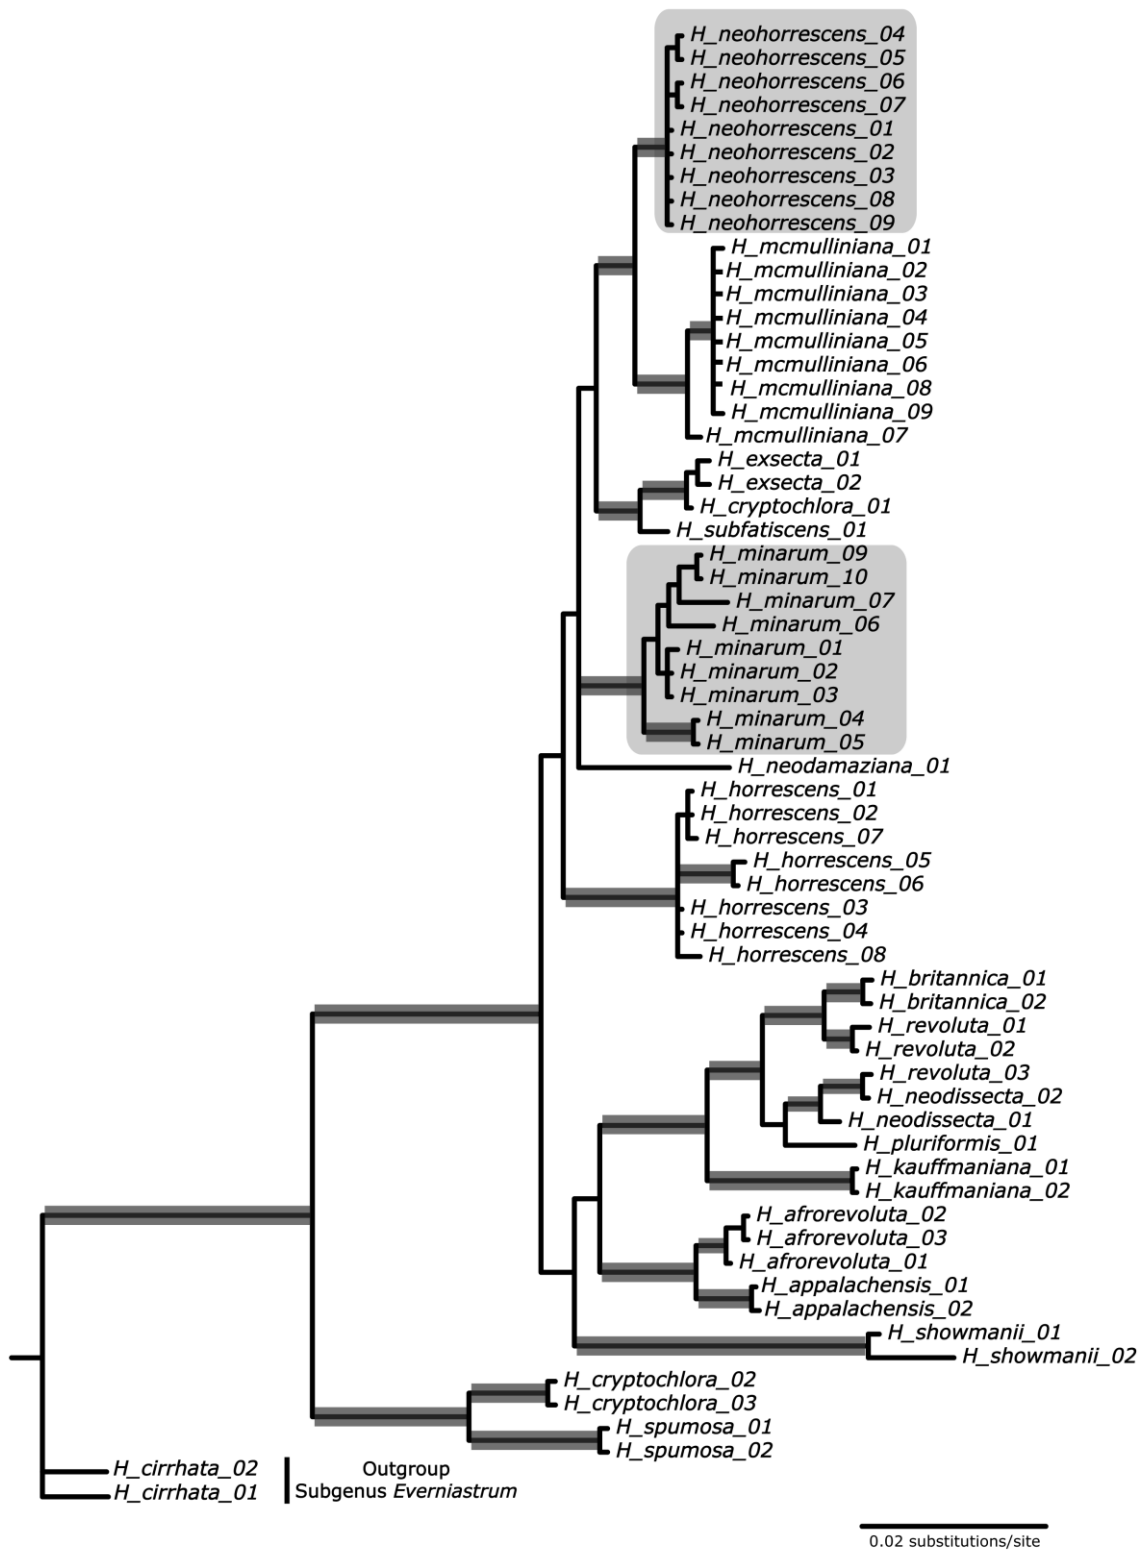 H_neohorrescens_04
H_neohorrescens_05
H_neohorrescens_06
H_neohorrescens_07
H_neohorrescens_01
H_neohorrescens_02
H_neohorrescens_03
H_neohorrescens_08
H_neohorrescens_09
H_mcmulliniana_01
H_mcmulliniana_02
H_mcmulliniana_03
H_mcmulliniana_04
H_mcmulliniana_05
H_mcmulliniana_06
H_mcmulliniana_08
H_mcmulliniana_09
H_mcmulliniana_07
H_exsecta_01
H_exsecta_02
H_cryptochlora_01
H_subfatiscens_01
H_minarum_09
H_minarum_10
H_minarum_07
H_minarum_06
H_minarum_01
H_minarum_02
H_minarum_03
H_minarum_04
H_minarum_05
H_neodamaziana_01
H_horrescens_01
H_horrescens_02
H_horrescens_07
H_horrescens_05
H_horrescens_06
H_horrescens_03
H_horrescens_04
H_horrescens_08
H_britannica_01
H_britannica_02
H_revoluta_01
H_revoluta_02
H_revoluta_03
H_neodissecta_02
H_neodissecta_01
H_pluriformis_01
H_kauffmaniana_01
H_kauffmaniana_02
H_afrorevoluta_02
H_afrorevoluta_03
H_afrorevoluta_01
H_appalachensis_01
H_appalachensis_02
H_showmanii_01
H_showmanii_02
H_cryptochlora_02
H_cryptochlora_03
H_spumosa_01
H_spumosa_02
H_cirrhata_02
H_cirrhata_01
Outgroup
Subgenus Everniastrum
0.02 substitutions/site